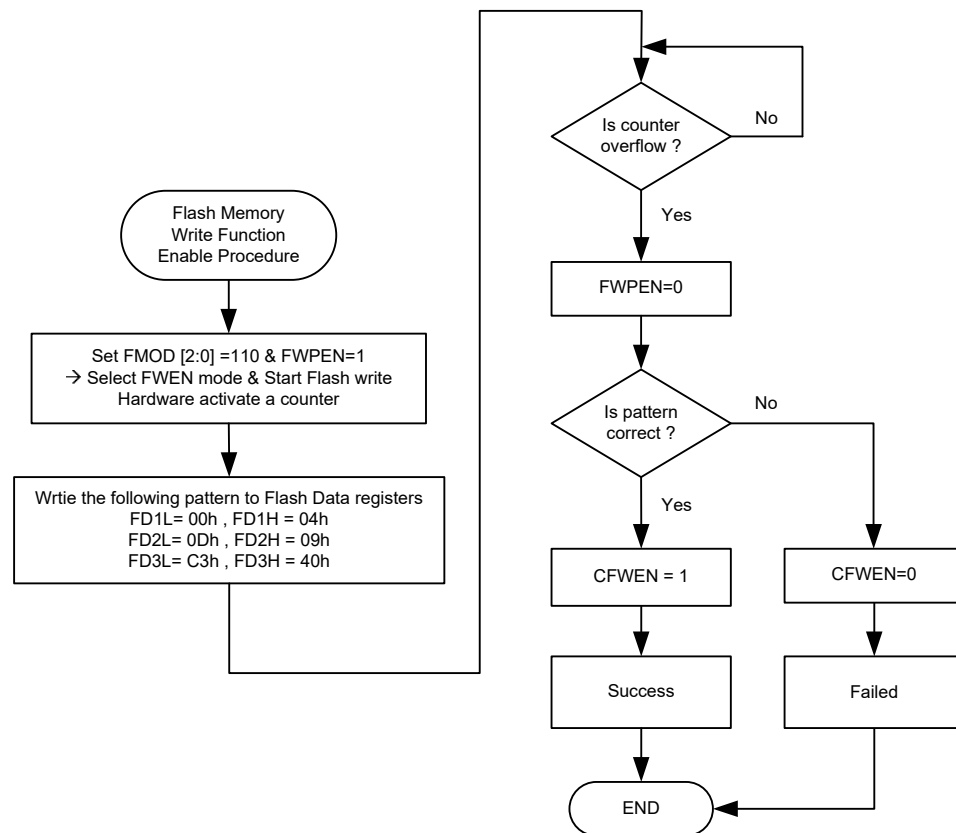 Flash Memory
Write Function
Enable Procedure
Set FMOD [2:0] =110 & FWPEN=1
→ Select FWEN mode & Start Flash write
Hardware activate a counter
Wrtie the following pattern to Flash Data registers
FD1L= 00h , FD1H = 04h
FD2L= 0Dh , FD2H = 09h
FD3L= C3h , FD3H = 40h
Is counter
overflow ?
No
Yes
FWPEN=0
Is pattern
correct ?
No
Yes
CFWEN = 1
CFWEN=0
Success
Failed
END